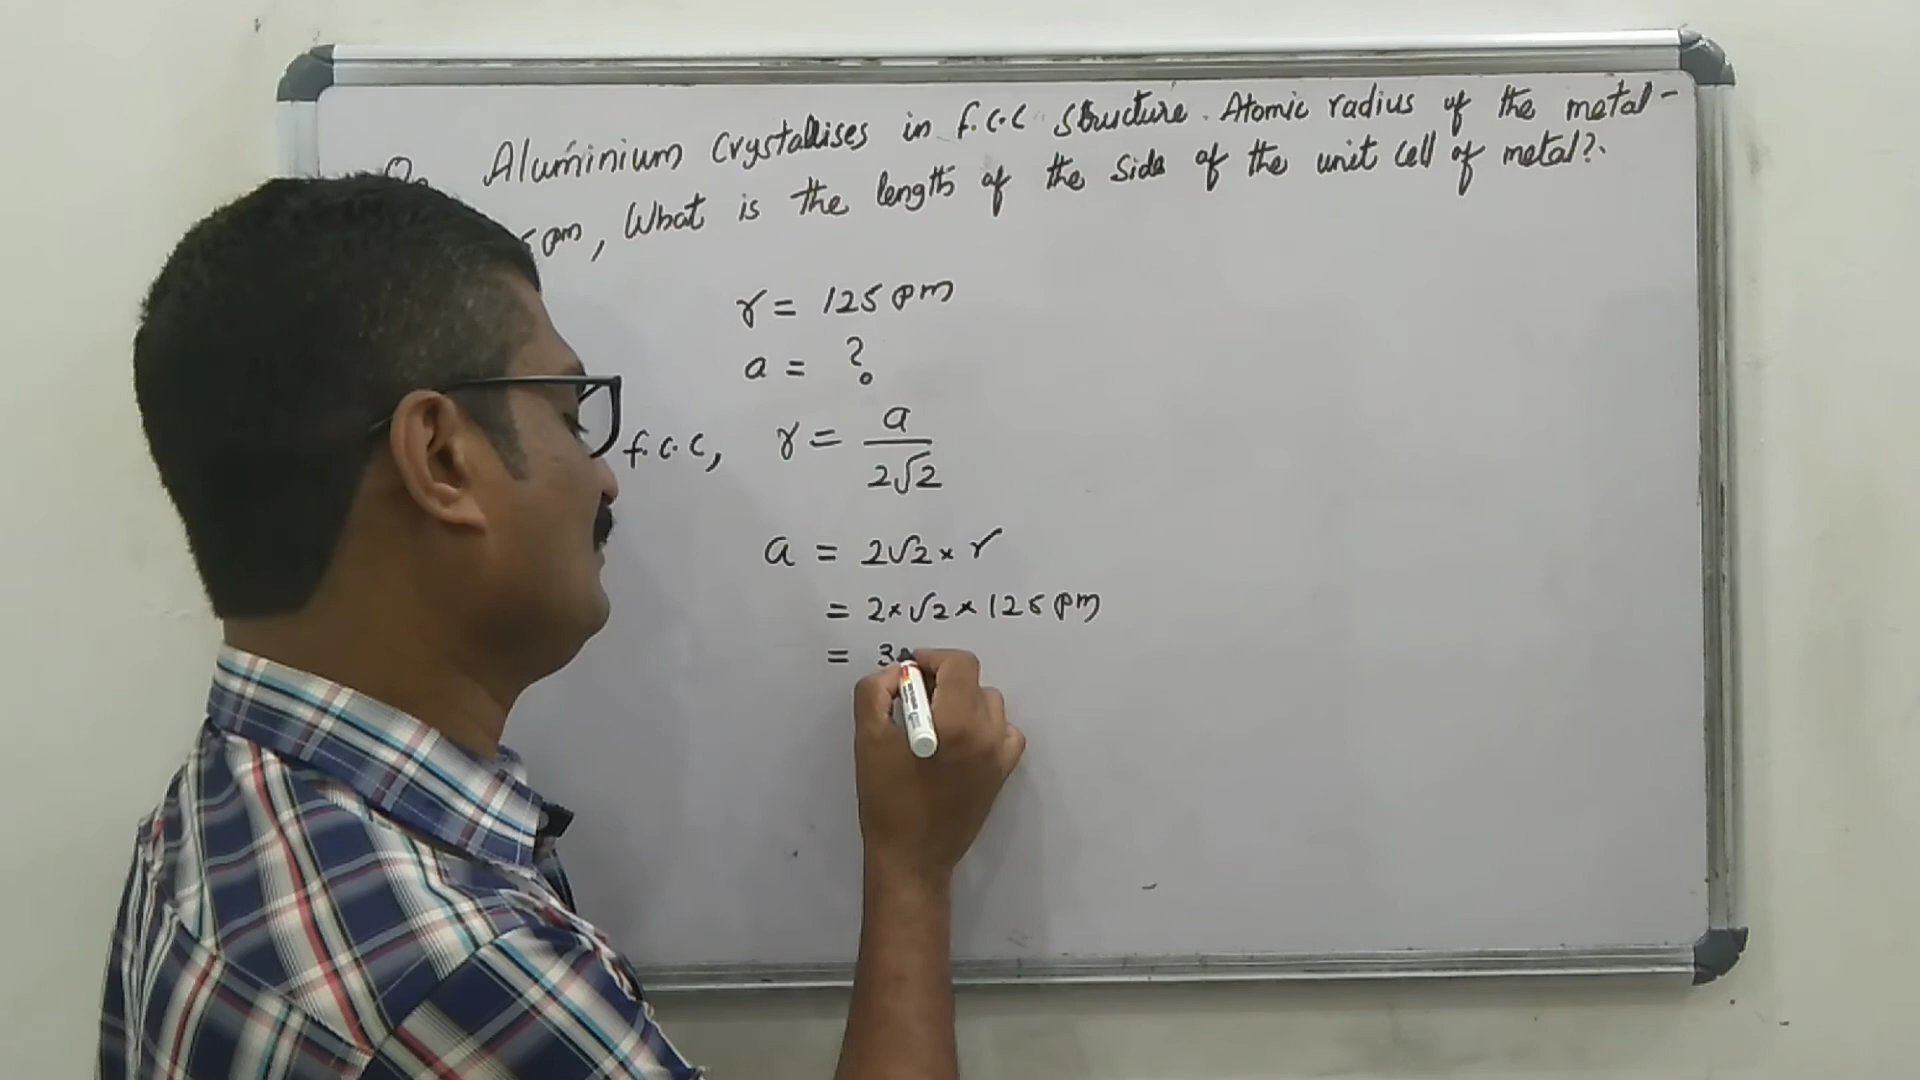 Q. Aluminium Crystallises in f.c.c structure. Atomic radius of the metal-
5 pm, What is the length of the side of the unit cell of metal?.
r = 125 pm
a = ?
f.c.c, r = a / 2√2
a = 2√2 × r
= 2 × √2 × 125 pm
= 3